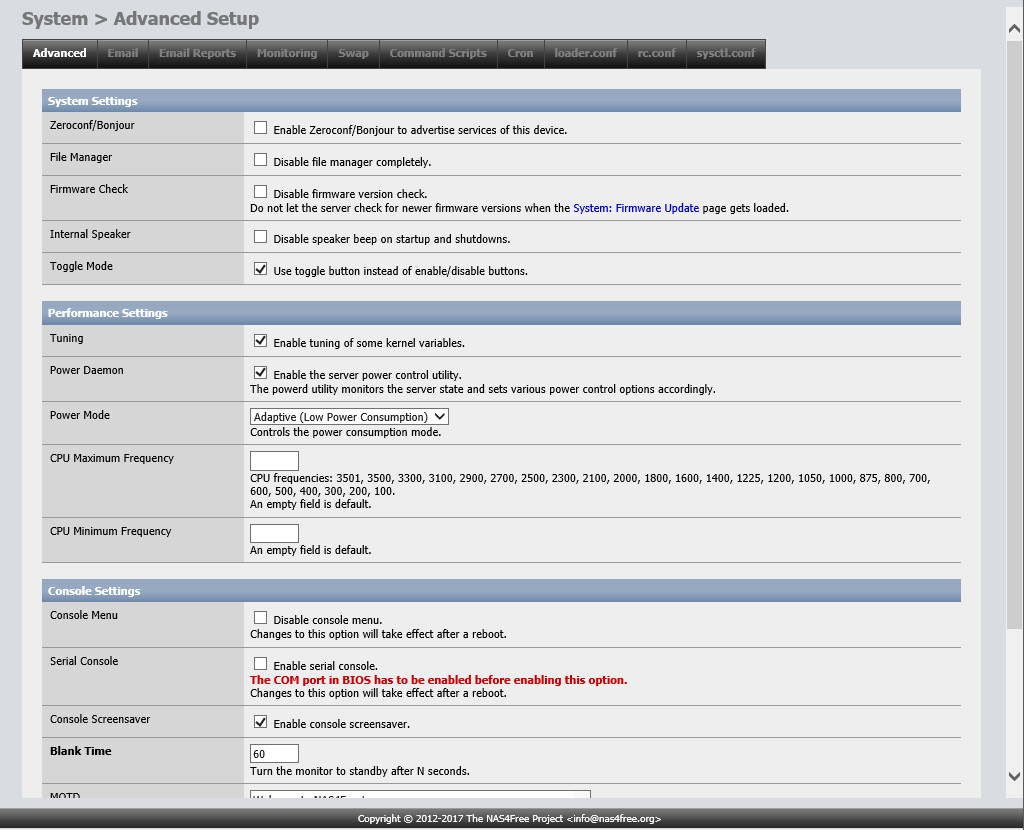 System > Advanced Setup
Advanced Email Email Reports Monitoring Swap Command Scripts Cron loader.conf rc.conf sysctl.conf
System Settings
Zeroconf/Bonjour
Enable Zeroconf/Bonjour to advertise services of this device.
File Manager
Disable file manager completely.
Firmware Check
Disable firmware version check.
Do not let the server check for newer firmware versions when the System: Firmware Update page gets loaded.
Internal Speaker
Disable speaker beep on startup and shutdowns.
Toggle Mode
Use toggle button instead of enable/disable buttons.
Performance Settings
Tuning
Enable tuning of some kernel variables.
Power Daemon
Enable the server power control utility.
The powerd utility monitors the server state and sets various power control options accordingly.
Power Mode
Adaptive (Low Power Consumption)
Controls the power consumption mode.
CPU Maximum Frequency
CPU frequencies: 3501, 3500, 3300, 3100, 2900, 2700, 2500, 2300, 2100, 2000, 1800, 1600, 1400, 1225, 1200, 1050, 1000, 875, 800, 700,
600, 500, 400, 300, 200, 100.
An empty field is default.
CPU Minimum Frequency
An empty field is default.
Console Settings
Console Menu
Disable console menu.
Changes to this option will take effect after a reboot.
Serial Console
Enable serial console.
The COM port in BIOS has to be enabled before enabling this option.
Changes to this option will take effect after a reboot.
Console Screensaver
Enable console screensaver.
Blank Time
60
Turn the monitor to standby after N seconds.
MOTD
Copyright © 2012-2017 The NAS4Free Project <info@nas4free.org>